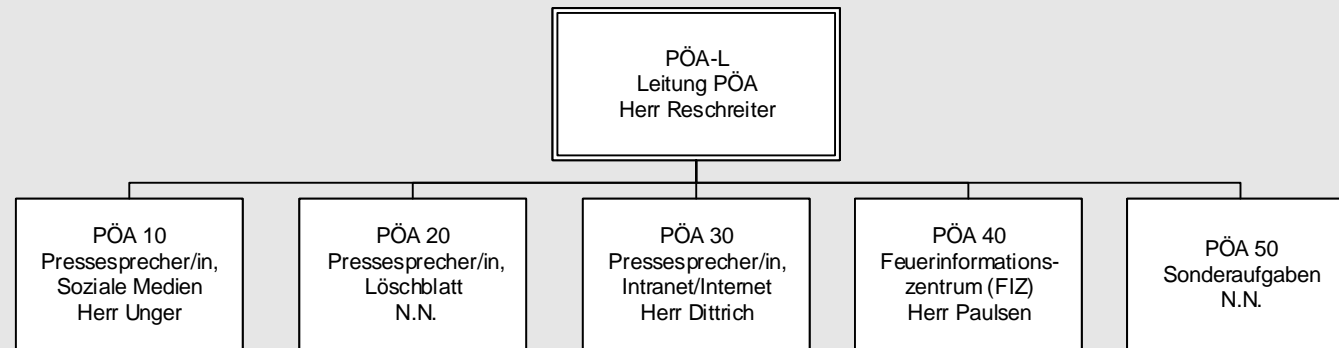 PÖA-L
Leitung PÖA
Herr Reschreiter
PÖA 10
Pressesprecher/in,
Soziale Medien
Herr Unger
PÖA 20
Pressesprecher/in,
Löschblatt
N.N.
PÖA 30
Pressesprecher/in,
Intranet/Internet
Herr Dittrich
PÖA 40
Feuerinformations-
zentrum (FIZ)
Herr Paulsen
PÖA 50
Sonderaufgaben
N.N.